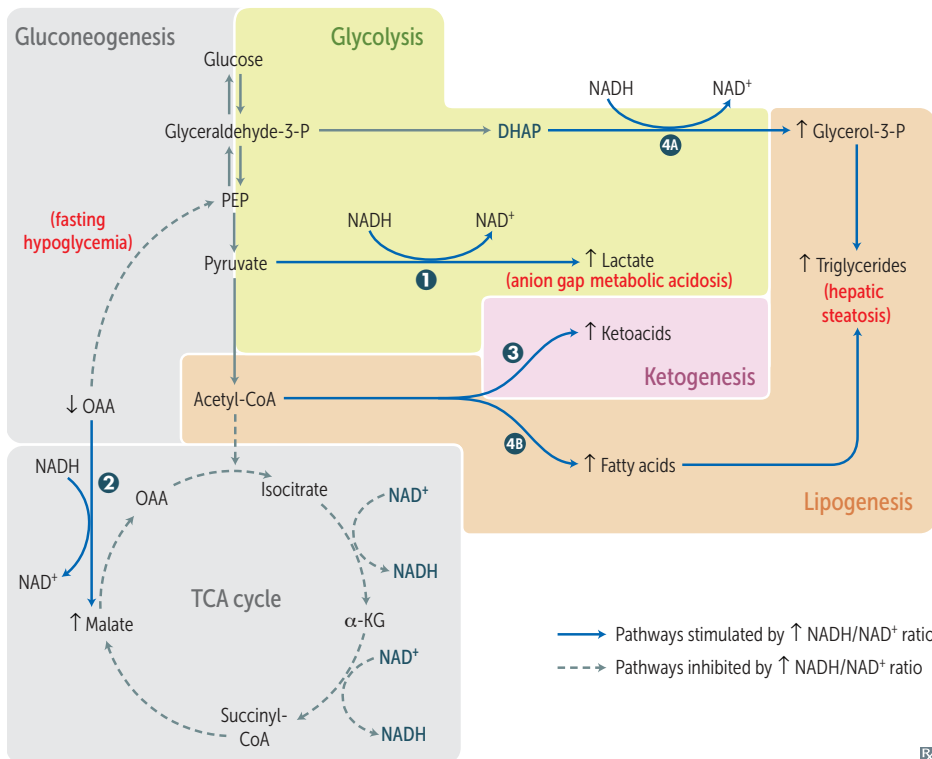 Gluconeogenesis
Glycolysis
Glucose
NADH
NAD⁺
Glyceraldehyde-3-P
DHAP
↑ Glycerol-3-P
4A
PEP
(fasting
hypoglycemia)
NADH
NAD⁺
Pyruvate
↑ Lactate
1
(anion gap metabolic acidosis)
↑ Triglycerides
(hepatic
steatosis)
3
↑ Ketoacids
Ketogenesis
↓ OAA
Acetyl-CoA
4B
↑ Fatty acids
Lipogenesis
NADH
2
NAD⁺
↑ Malate
OAA
Isocitrate
NAD⁺
NADH
TCA cycle
α-KG
NAD⁺
NADH
Succinyl-
CoA
Pathways stimulated by ↑ NADH/NAD⁺ ratio
Pathways inhibited by ↑ NADH/NAD⁺ ratio